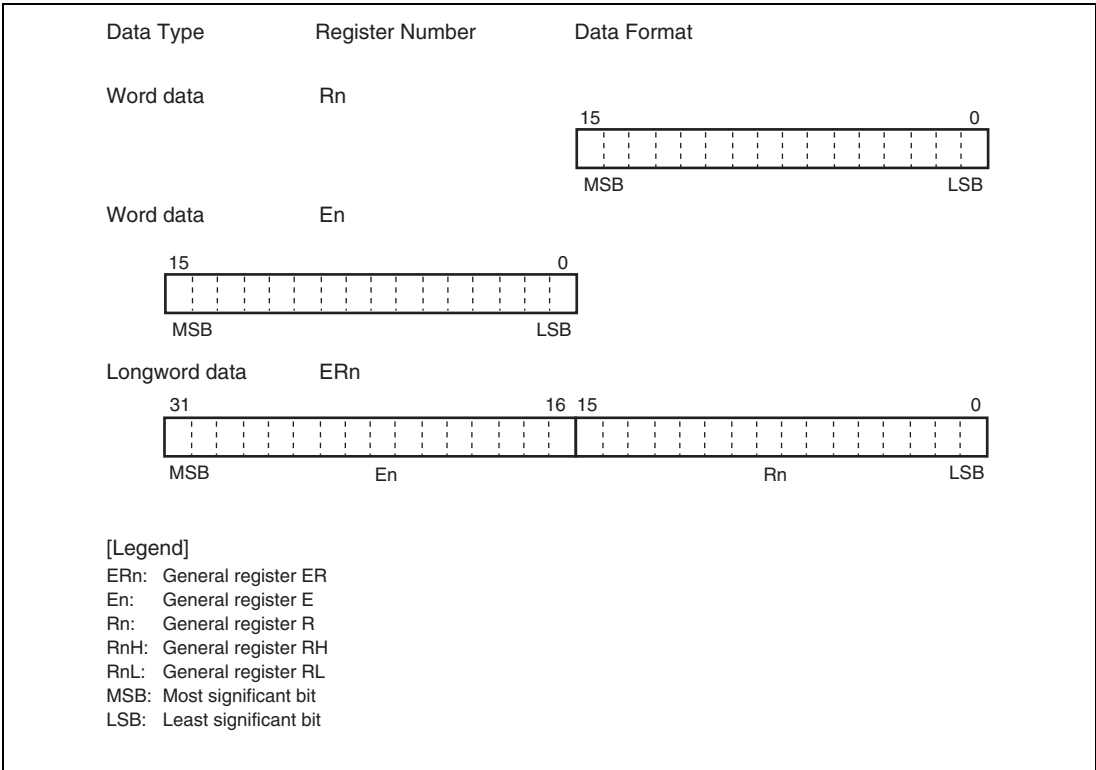 Data Type Register Number Data Format
Word data Rn
15 0
MSB LSB
Word data En
15 0
MSB LSB
Longword data ERn
31 16 15 0
MSB En Rn LSB
[Legend]
ERn: General register ER
En: General register E
Rn: General register R
RnH: General register RH
RnL: General register RL
MSB: Most significant bit
LSB: Least significant bit